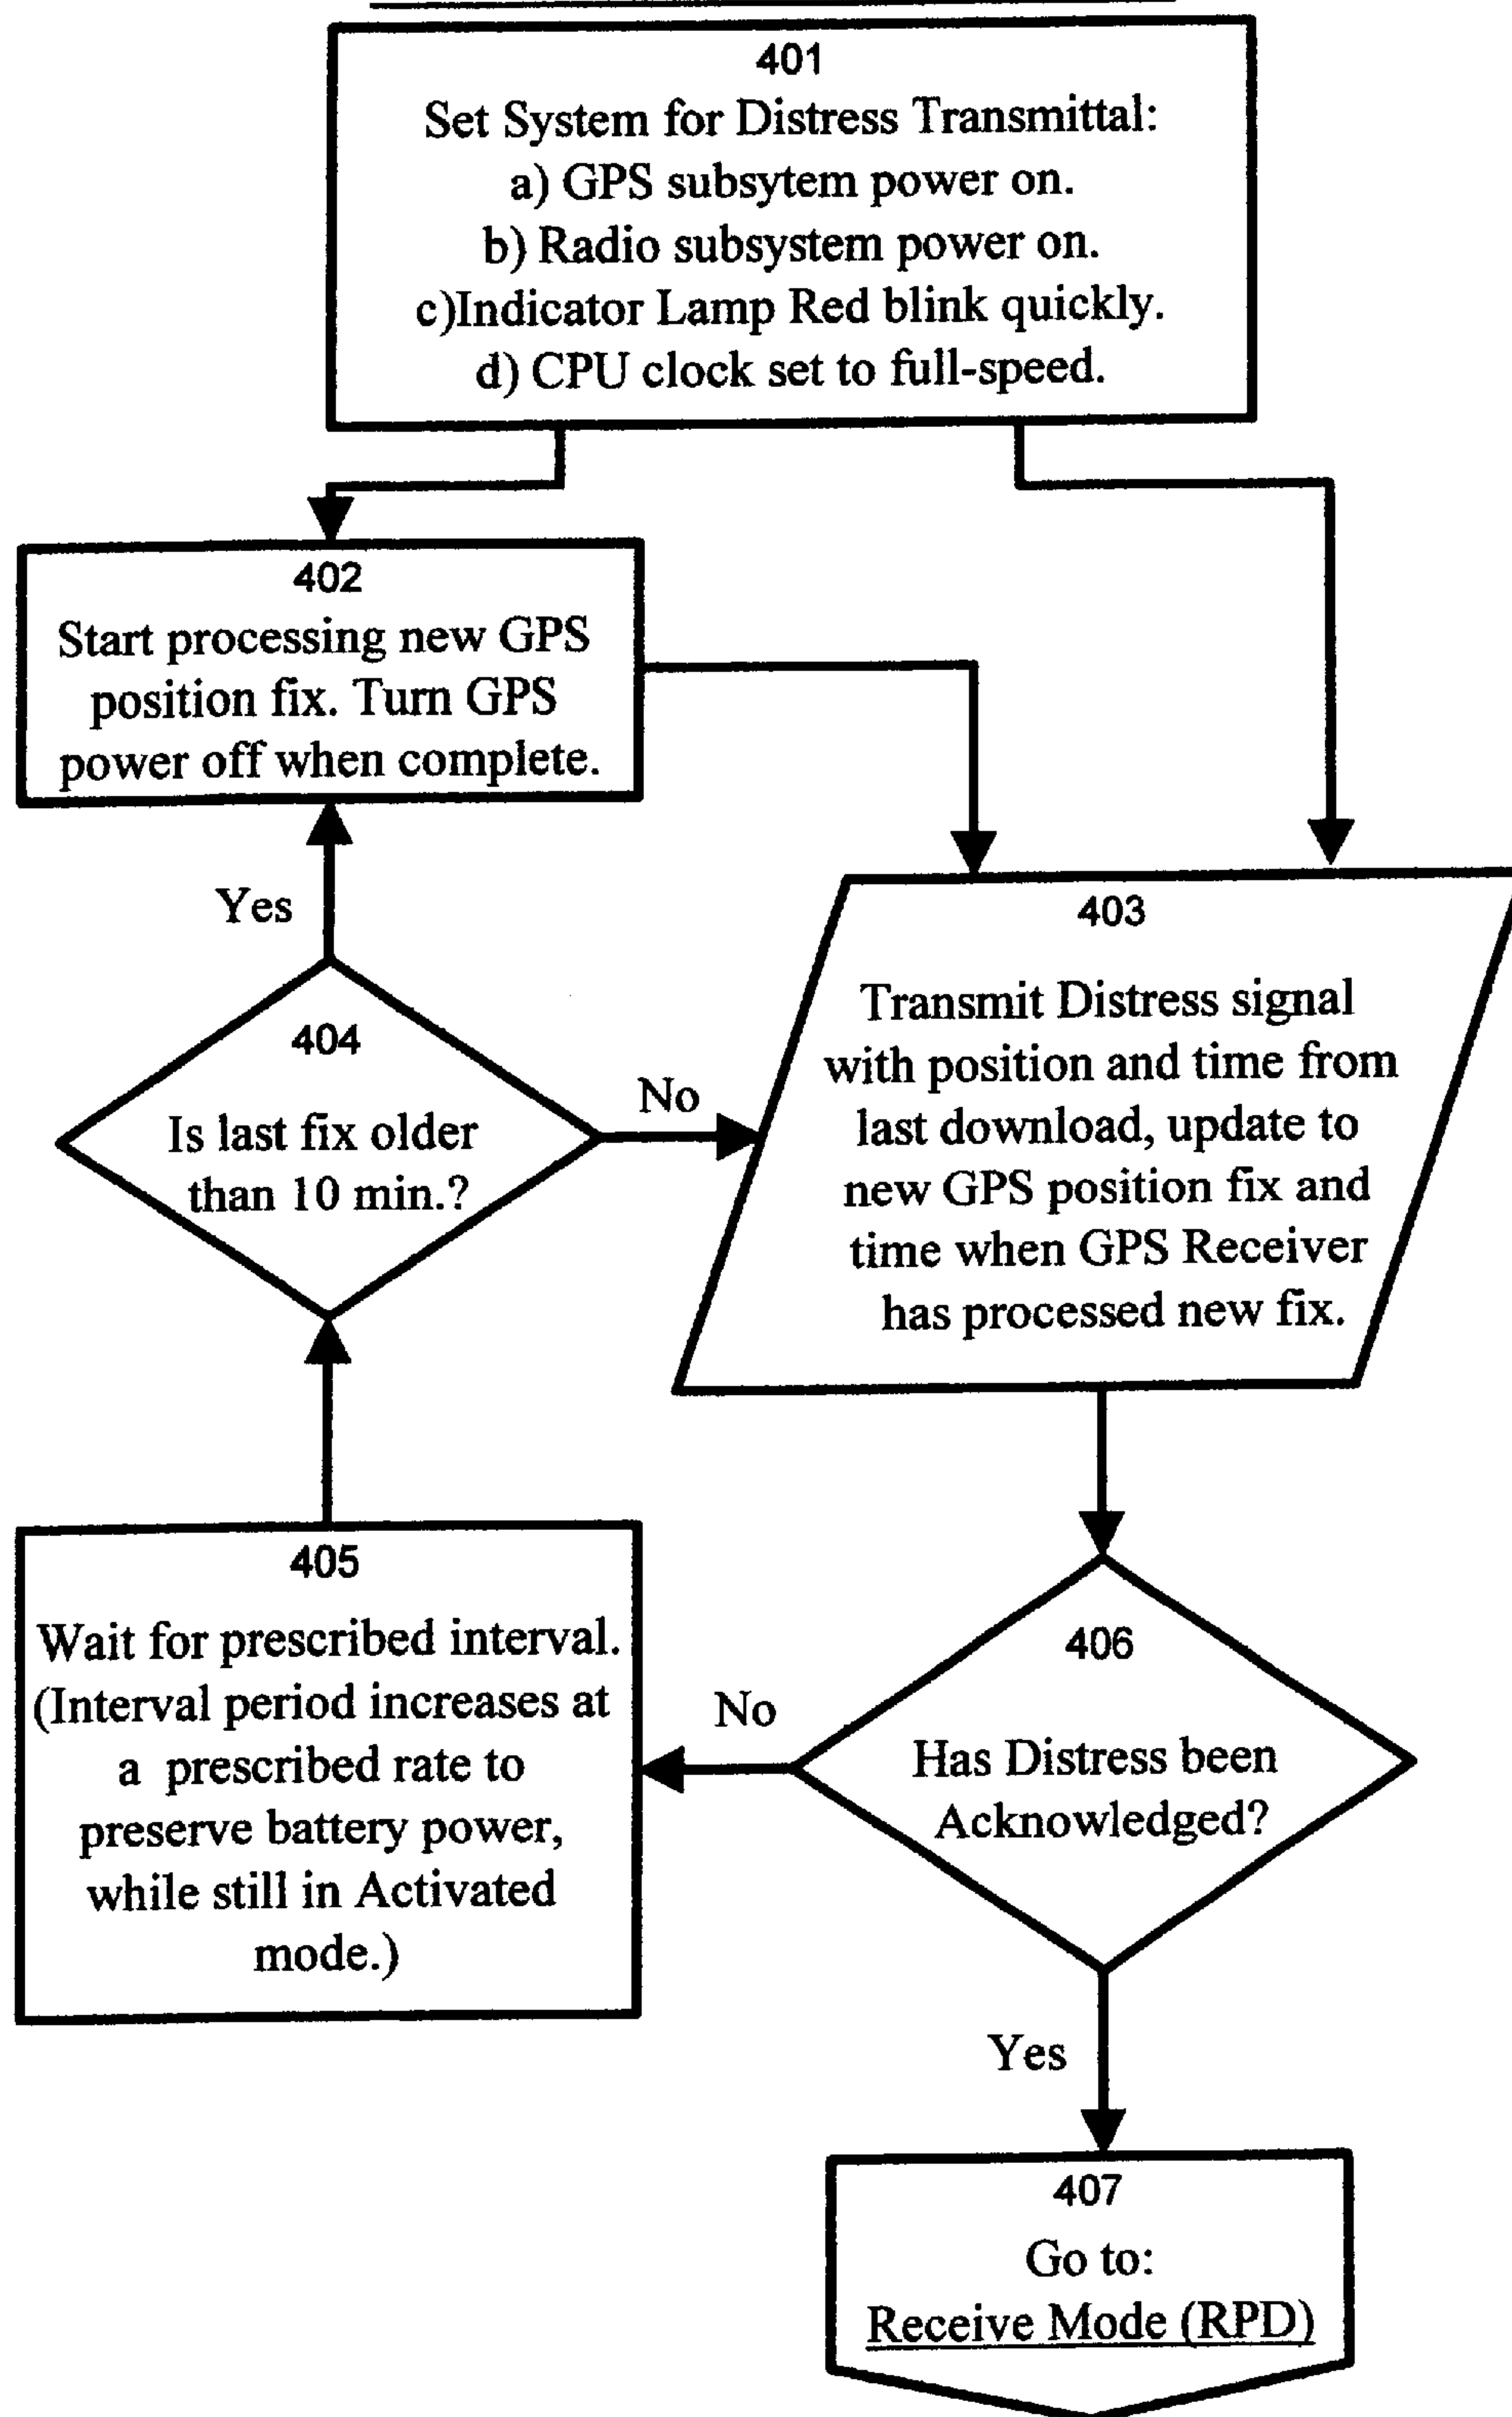 401
Set System for Distress Transmittal:
a) GPS subsytem power on.
b) Radio subsystem power on.
c)Indicator Lamp Red blink quickly.
d) CPU clock set to full-speed.
402
Start processing new GPS
position fix. Turn GPS
power off when complete.
Yes
403
Transmit Distress signal
with position and time from
last download, update to
new GPS position fix and
time when GPS Receiver
has processed new fix.
404
Is last fix older
than 10 min.?
No
405
Wait for prescribed interval.
(Interval period increases at
a prescribed rate to
preserve battery power,
while still in Activated
mode.)
No
406
Has Distress been
Acknowledged?
Yes
407
Go to:
Receive Mode (RPD)